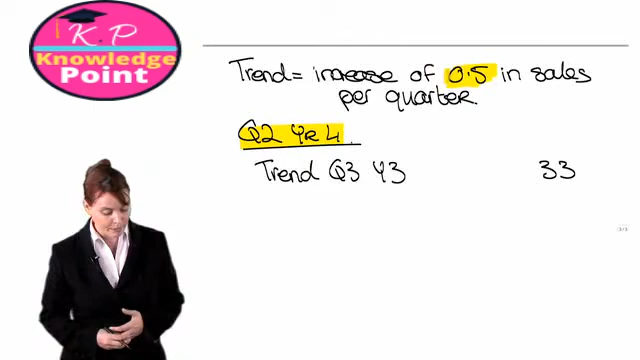 K.P
Knowledge
Point
Trend = increase of 0.5 in sales
per quarter.
Q2 YR 4
Trend Q3 Y3 33